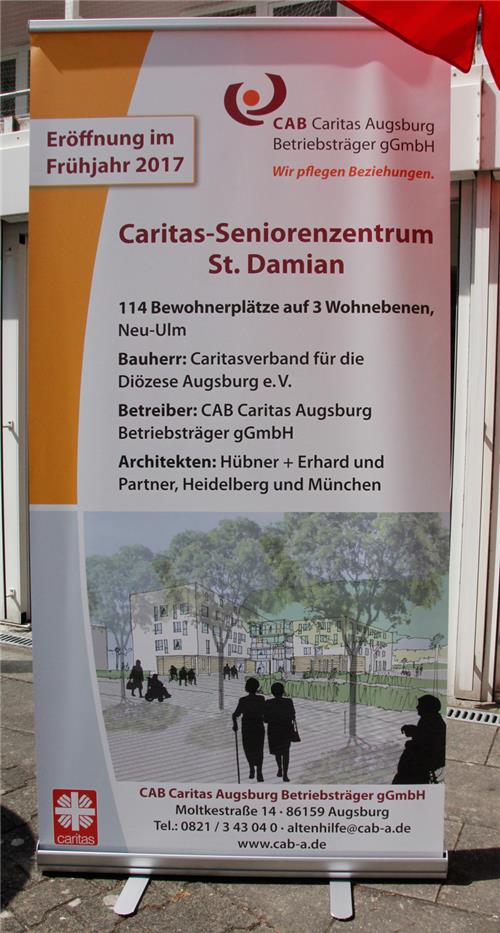 Eröffnung im
Frühjahr 2017
CAB Caritas Augsburg
Betriebsträger gGmbH
Wir pflegen Beziehungen.
Caritas-Seniorenzentrum
St. Damian
114 Bewohnerplätze auf 3 Wohnebenen,
Neu-Ulm
Bauherr: Caritasverband für die
Diözese Augsburg e.V.
Betreiber: CAB Caritas Augsburg
Betriebsträger gGmbH
Architekten: Hübner + Erhard und
Partner, Heidelberg und München
caritas
CAB Caritas Augsburg Betriebsträger gGmbH
Moltkestraße 14 · 86159 Augsburg
Tel.: 0821 / 3 43 04 0 · altenhilfe@cab-a.de
www.cab-a.de